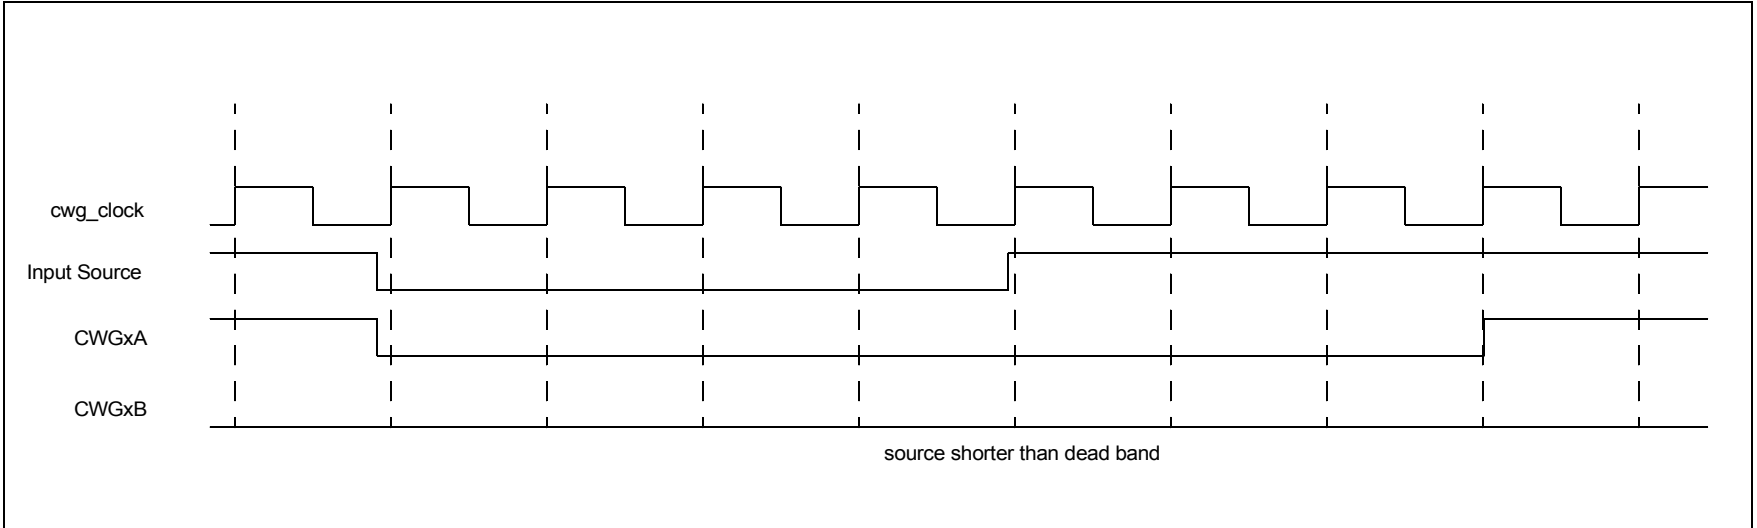 cwg_clock
Input Source
CWGxA
CWGxB
source shorter than dead band